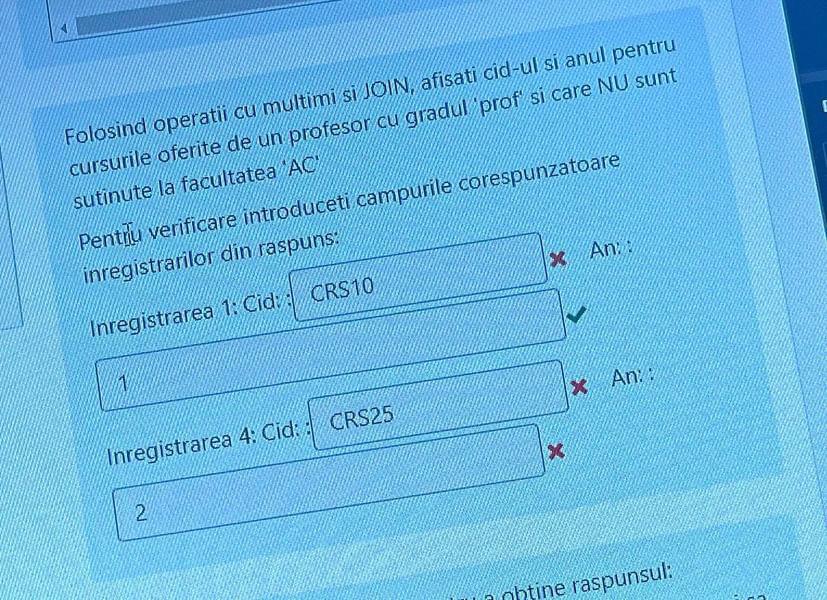 Folosind operatii cu multimi si JOIN, afisati cid-ul si anul pentru
cursurile oferite de un profesor cu gradul 'prof' si care NU sunt
sutinute la facultatea 'AC'
Pentru verificare introduceti campurile corespunzatoare
inregistrarilor din raspuns:
Inregistrarea 1: Cid: : CRS10 An: :
1
Inregistrarea 4: Cid: : CRS25 An: :
2
a obtine raspunsul: